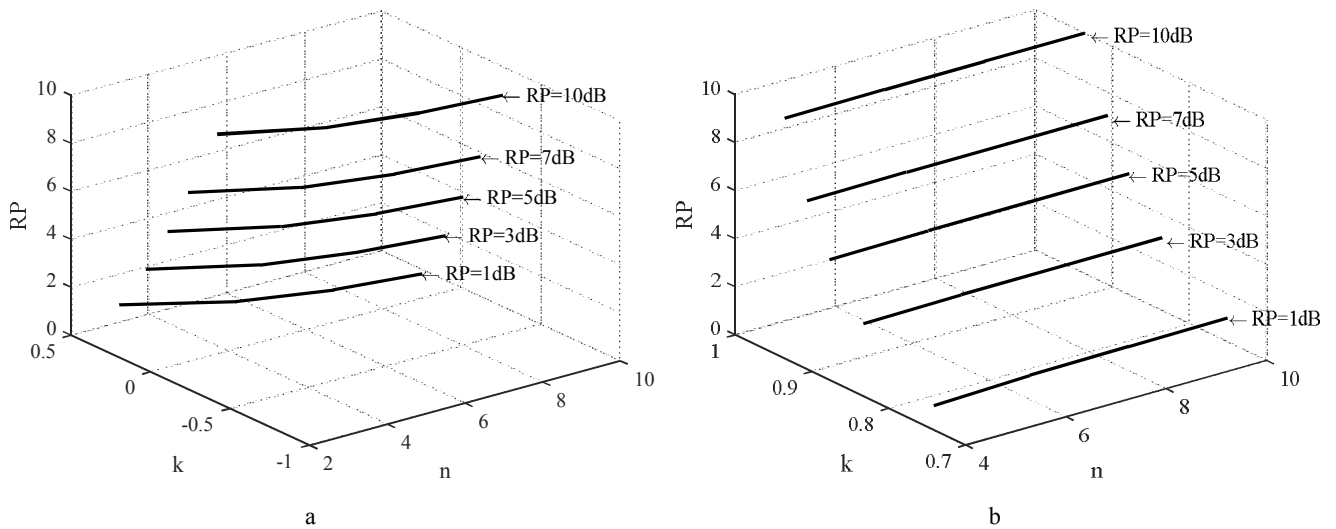 10
8
6
4
2
0
RP
0.5
0
-0.5
-1
k
2
4
6
8
10
n
← RP=10dB
← RP=7dB
← RP=5dB
← RP=3dB
← RP=1dB
a
10
8
6
4
2
0
RP
1
0.9
0.8
0.7
k
4
6
8
10
n
← RP=10dB
← RP=7dB
← RP=5dB
← RP=3dB
← RP=1dB
b